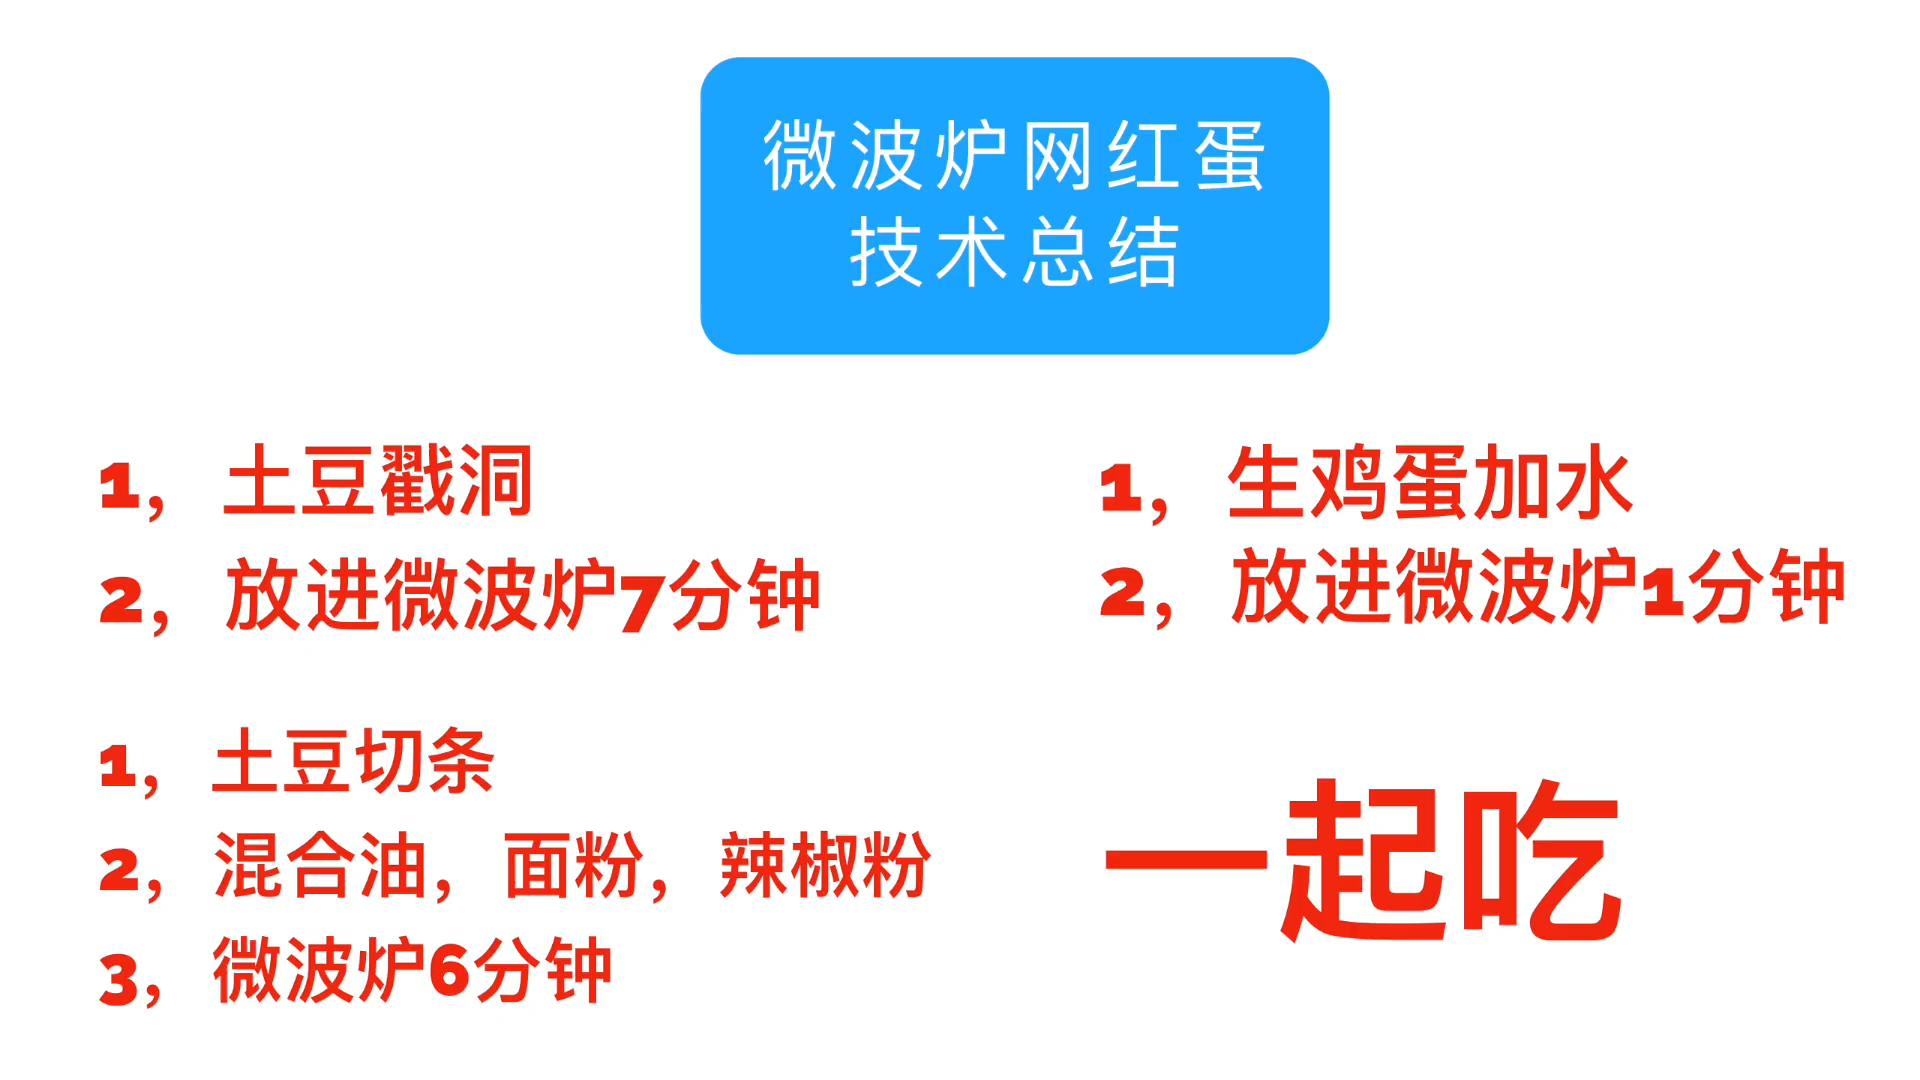 微波炉网红蛋
技术总结
1，土豆戳洞
2，放进微波炉7分钟
1，土豆切条
2，混合油，面粉，辣椒粉
3，微波炉6分钟
1，生鸡蛋加水
2，放进微波炉1分钟
一起吃